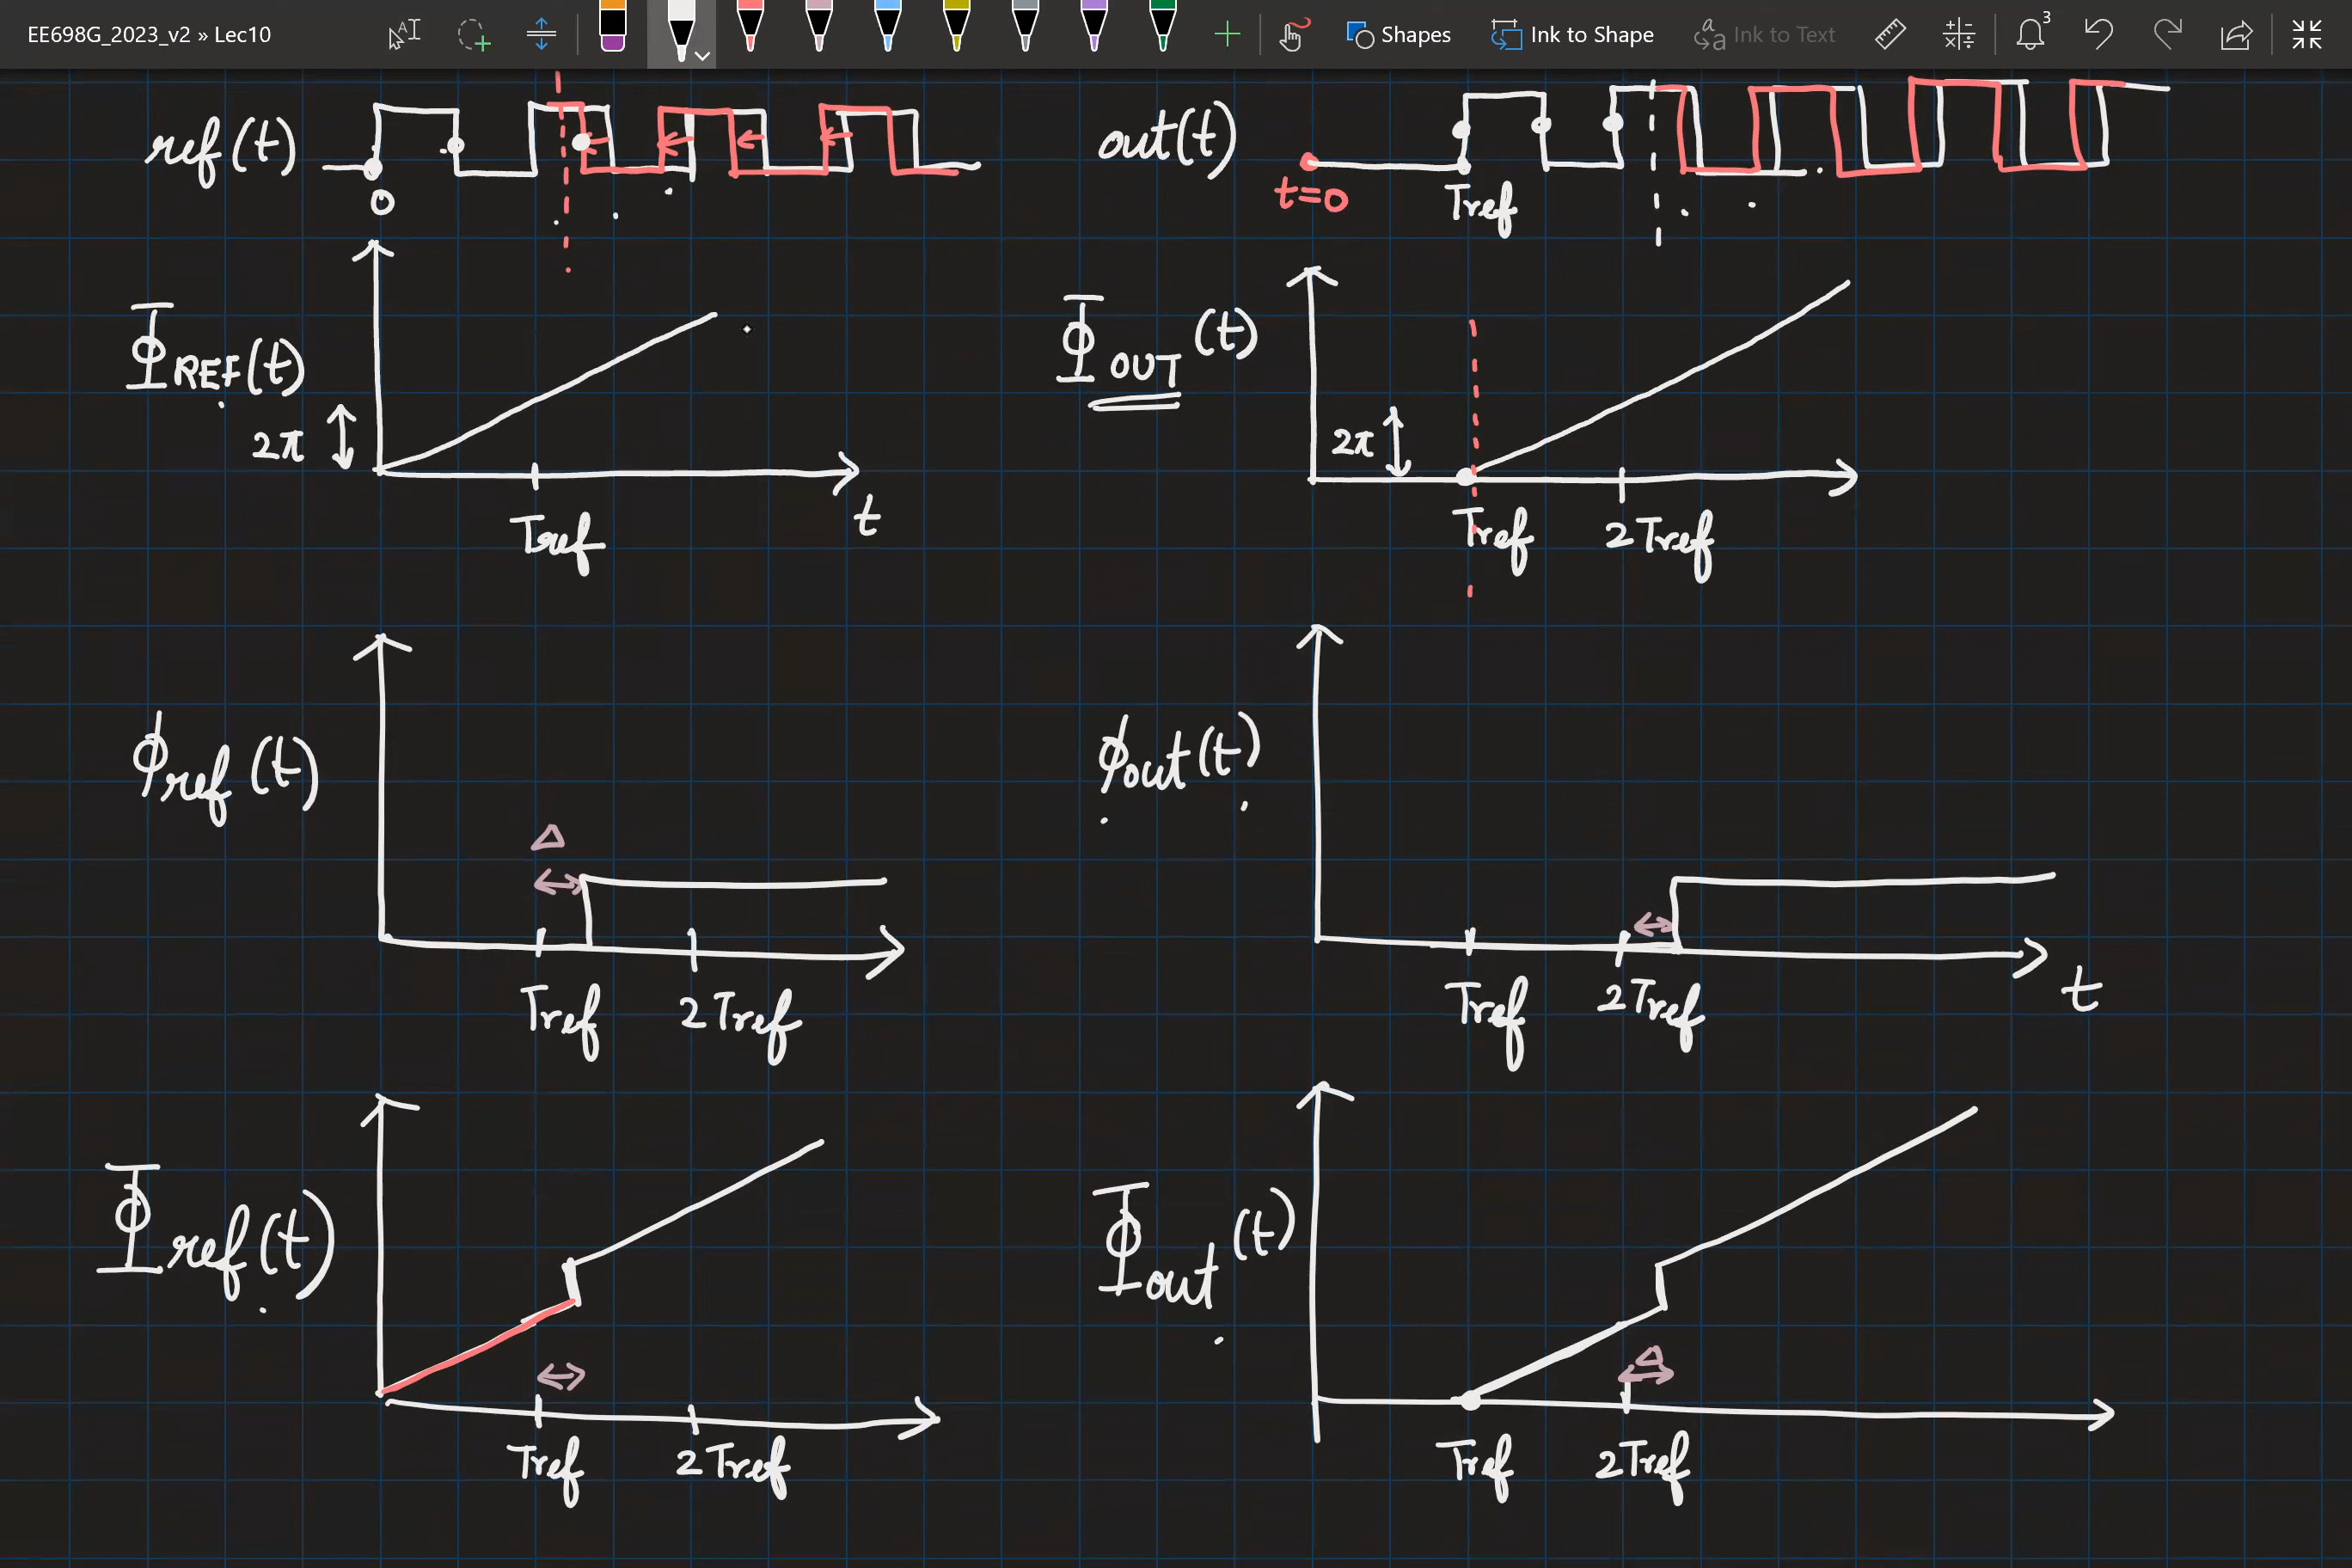 EE698G_2023_v2 » Lec10
Shapes
Ink to Shape
Ink to Text
3
ref(t)
0
out(t)
t=0
Tref
Φ_REF(t)
2π
Tref
t
Φ_OUT(t)
2π
Tref
2Tref
ϕref(t)
Δ
Tref
2Tref
ϕout(t)
Tref
2Tref
t
Φref(t)
Tref
2Tref
Φout(t)
Δ
Tref
2Tref